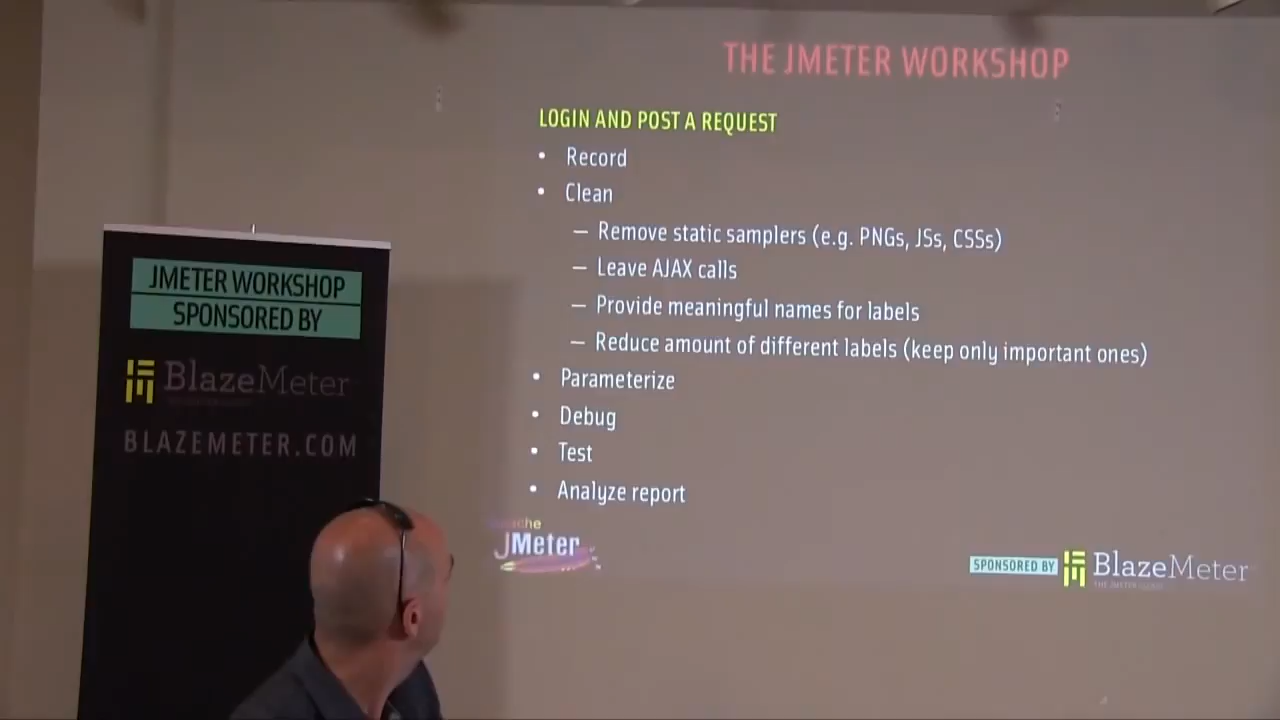 THE JMETER WORKSHOP
LOGIN AND POST A REQUEST
• Record
• Clean
– Remove static samplers (e.g. PNGs, JSs, CSSs)
– Leave AJAX calls
– Provide meaningful names for labels
– Reduce amount of different labels (keep only important ones)
• Parameterize
• Debug
• Test
• Analyze report
JMeter
SPONSORED BY BlazeMeter
JMETER WORKSHOP
SPONSORED BY
BlazeMeter
BLAZEMETER.COM